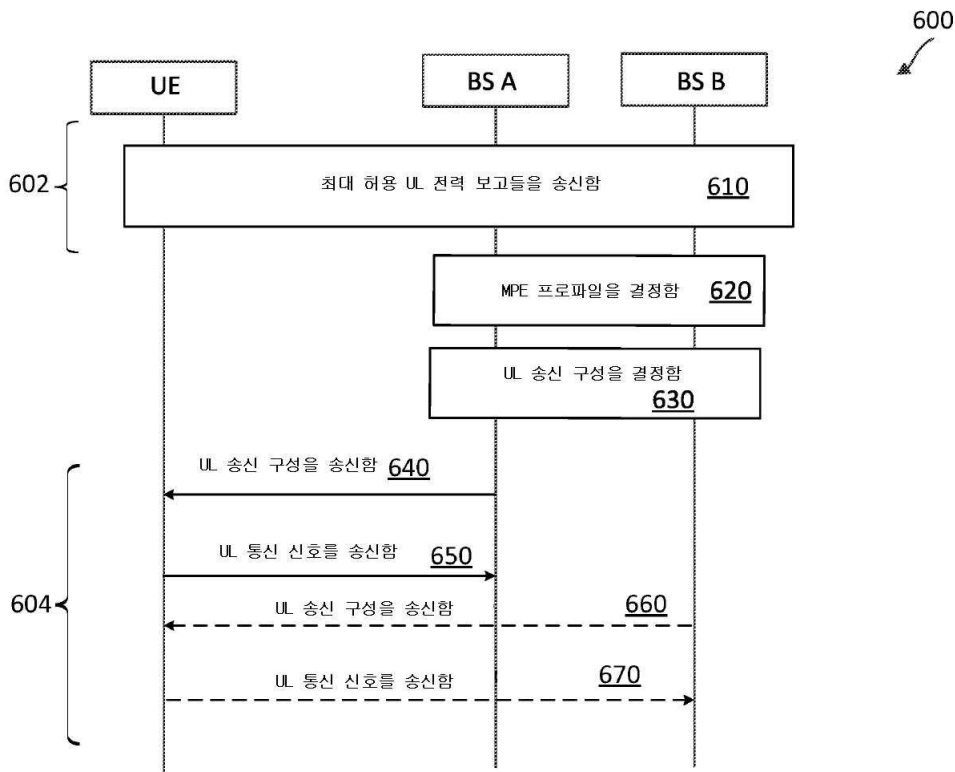 600
UE
BS A
BS B
602
최대 허용 UL 전력 보고들을 송신함 610
MPE 프로파일을 결정함 620
UL 송신 구성을 결정함
630
UL 송신 구성을 송신함 640
UL 통신 신호를 송신함 650
604
UL 송신 구성을 송신함 660
UL 통신 신호를 송신함 670